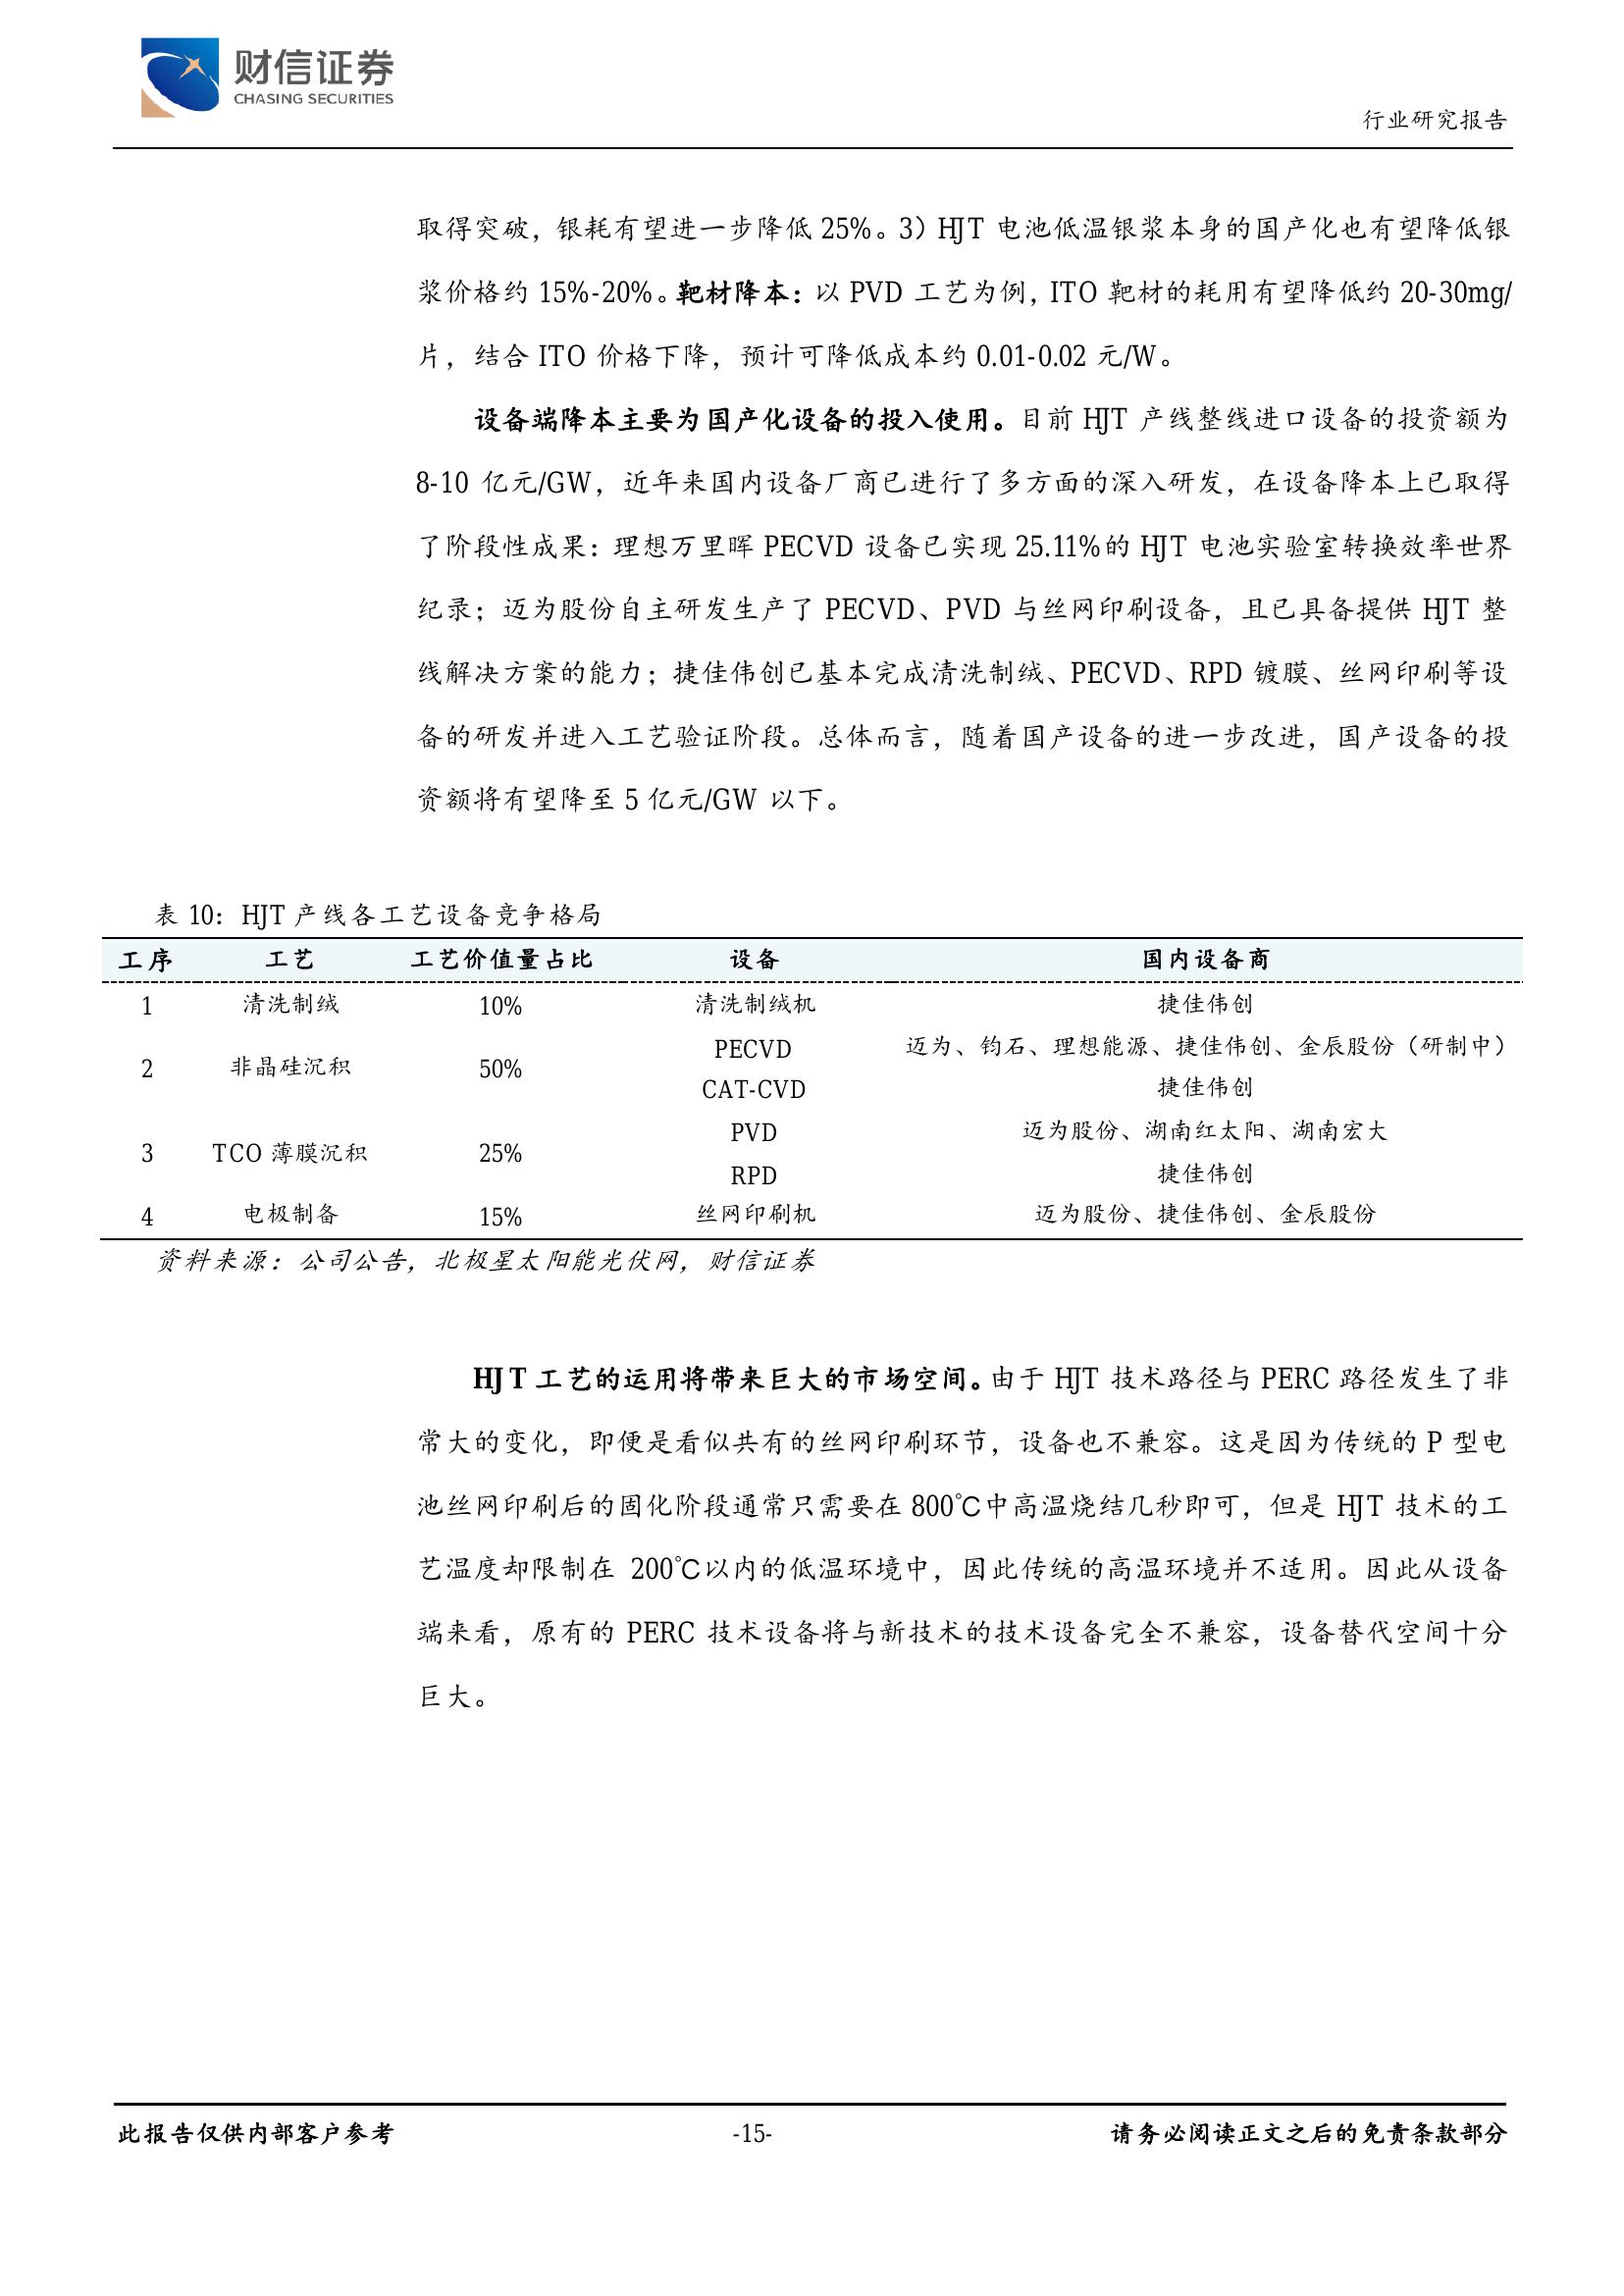 财信证券
CHASING SECURITIES
行业研究报告
取得突破，银耗有望进一步降低 25%。3）HJT 电池低温银浆本身的国产化也有望降低银
浆价格约 15%-20%。靶材降本：以 PVD 工艺为例，ITO 靶材的耗用有望降低约 20-30mg/
片，结合 ITO 价格下降，预计可降低成本约 0.01-0.02 元/W。
设备端降本主要为国产化设备的投入使用。目前 HJT 产线整线进口设备的投资额为
8-10 亿元/GW，近年来国内设备厂商已进行了多方面的深入研发，在设备降本上已取得
了阶段性成果：理想万里晖 PECVD 设备已实现 25.11%的 HJT 电池实验室转换效率世界
纪录；迈为股份自主研发生产了 PECVD、PVD 与丝网印刷设备，且已具备提供 HJT 整
线解决方案的能力；捷佳伟创已基本完成清洗制绒、PECVD、RPD 镀膜、丝网印刷等设
备的研发并进入工艺验证阶段。总体而言，随着国产设备的进一步改进，国产设备的投
资额将有望降至 5 亿元/GW 以下。
表 10：HJT 产线各工艺设备竞争格局
工序 工艺 工艺价值量占比 设备 国内设备商
1 清洗制绒 10% 清洗制绒机 捷佳伟创
2 非晶硅沉积 50% PECVD 迈为、钧石、理想能源、捷佳伟创、金辰股份（研制中）
CAT-CVD 捷佳伟创
3 TCO 薄膜沉积 25% PVD 迈为股份、湖南红太阳、湖南宏大
RPD 捷佳伟创
4 电极制备 15% 丝网印刷机 迈为股份、捷佳伟创、金辰股份
资料来源：公司公告，北极星太阳能光伏网，财信证券
HJT 工艺的运用将带来巨大的市场空间。由于 HJT 技术路径与 PERC 路径发生了非
常大的变化，即便是看似共有的丝网印刷环节，设备也不兼容。这是因为传统的 P 型电
池丝网印刷后的固化阶段通常只需要在 800℃中高温烧结几秒即可，但是 HJT 技术的工
艺温度却限制在 200℃以内的低温环境中，因此传统的高温环境并不适用。因此从设备
端来看，原有的 PERC 技术设备将与新技术的技术设备完全不兼容，设备替代空间十分
巨大。
此报告仅供内部客户参考 -15- 请务必阅读正文之后的免责条款部分